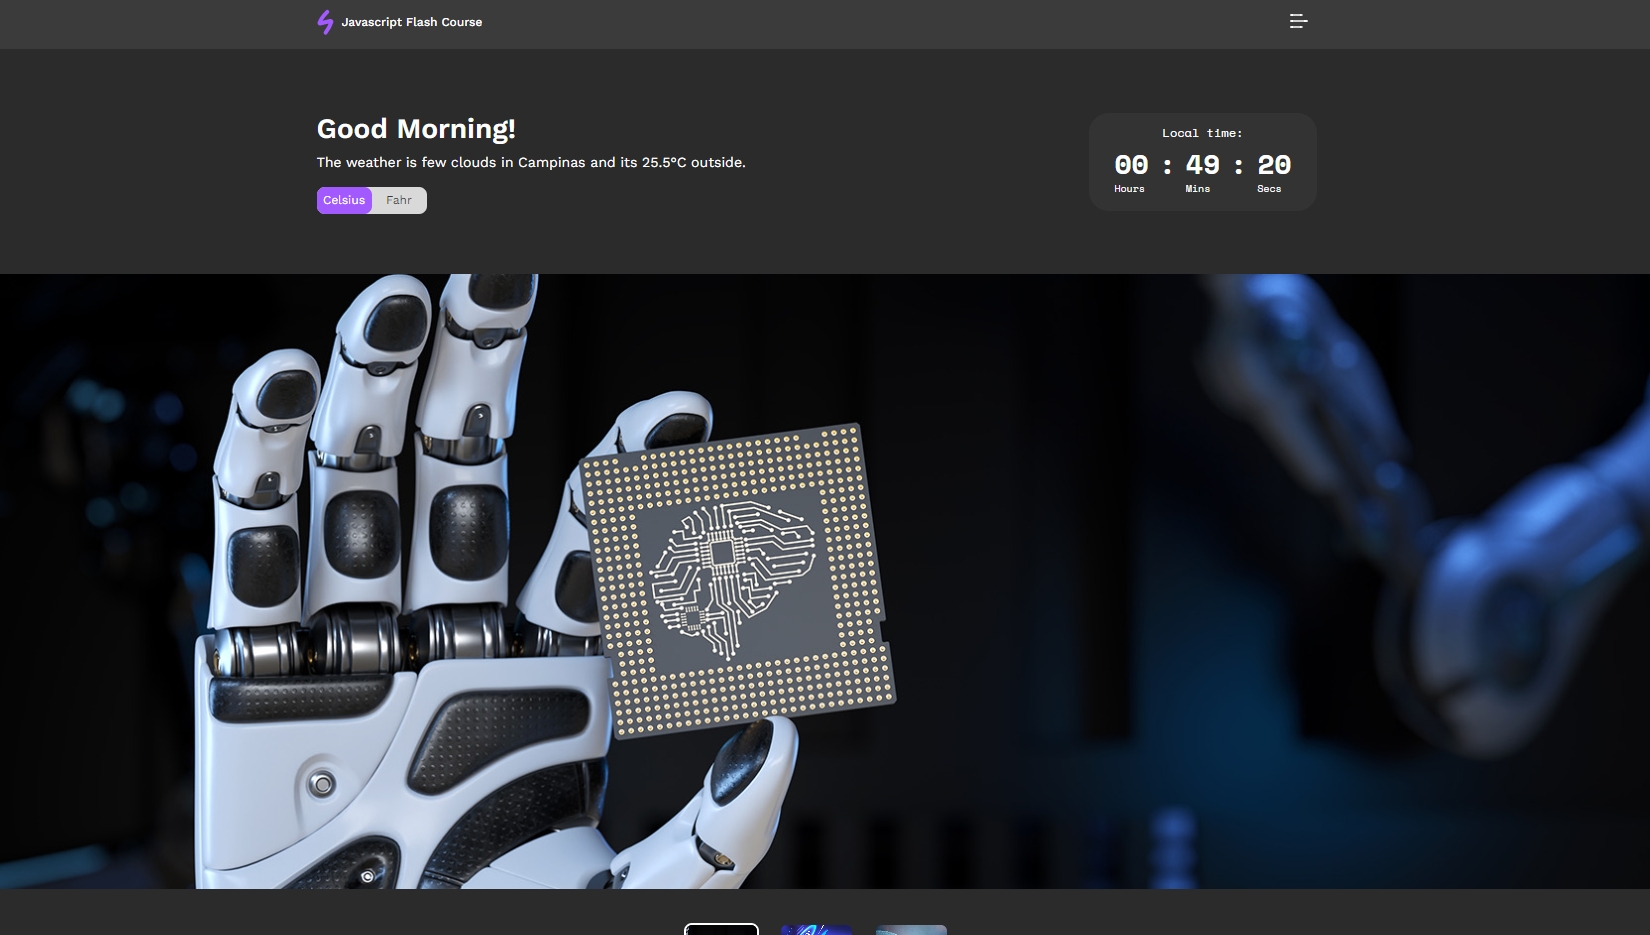 Javascript Flash Course
Good Morning!
The weather is few clouds in Campinas and its 25.5°C outside.
Celsius Fahr
Local time:
00 : 49 : 20
Hours Mins Secs